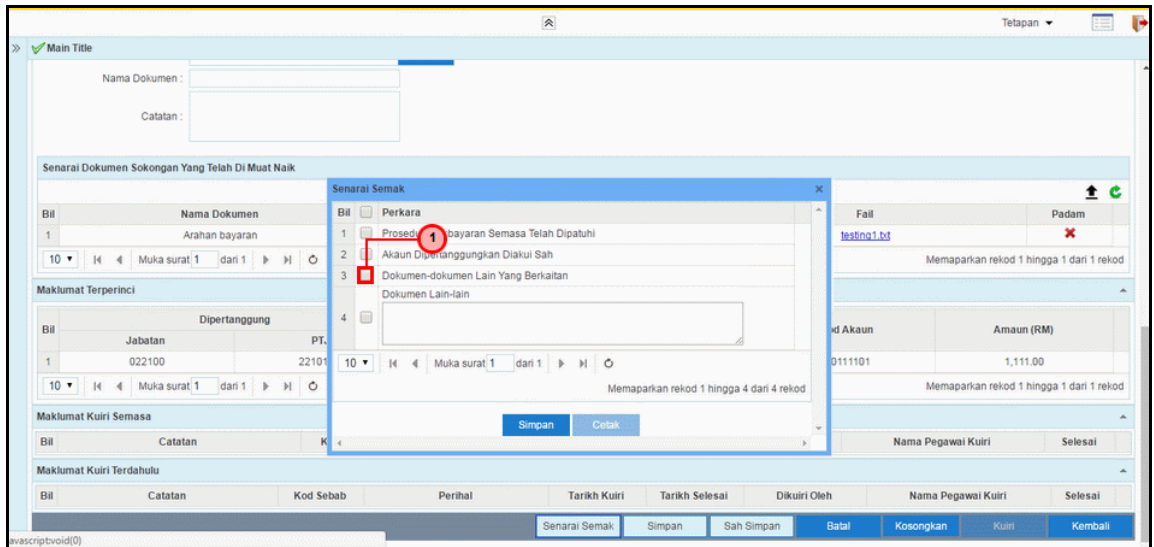 Tetapan
Main Title
Nama Dokumen :
Catatan :
Senarai Dokumen Sokongan Yang Telah Di Muat Naik
Bil Nama Dokumen Fail Padam
1 Arahan bayaran testing1.txt
10 Muka surat 1 dari 1 Memaparkan rekod 1 hingga 1 dari 1 rekod
Maklumat Terperinci
Bil Dipertanggung Kod Akaun Amaun (RM)
Jabatan PTJ
1 022100 22101 0111101 1,111.00
10 Muka surat 1 dari 1 Memaparkan rekod 1 hingga 1 dari 1 rekod
Maklumat Kuiri Semasa
Bil Catatan K Nama Pegawai Kuiri Selesai
Maklumat Kuiri Terdahulu
Bil Catatan Kod Sebab Perihal Tarikh Kuiri Tarikh Selesai Dikuiri Oleh Nama Pegawai Kuiri Selesai
Senarai Semak Simpan Sah Simpan Batal Kosongkan Kuiri Kembali
avascript:void(0)
Senarai Semak
Bil Perkara
1 Prosedur bayaran Semasa Telah Dipatuhi
1
2 Akaun Dipertanggungkan Diakui Sah
3 Dokumen-dokumen Lain Yang Berkaitan
Dokumen Lain-lain
4
10 Muka surat 1 dari 1
Memaparkan rekod 1 hingga 4 dari 4 rekod
Simpan Cetak